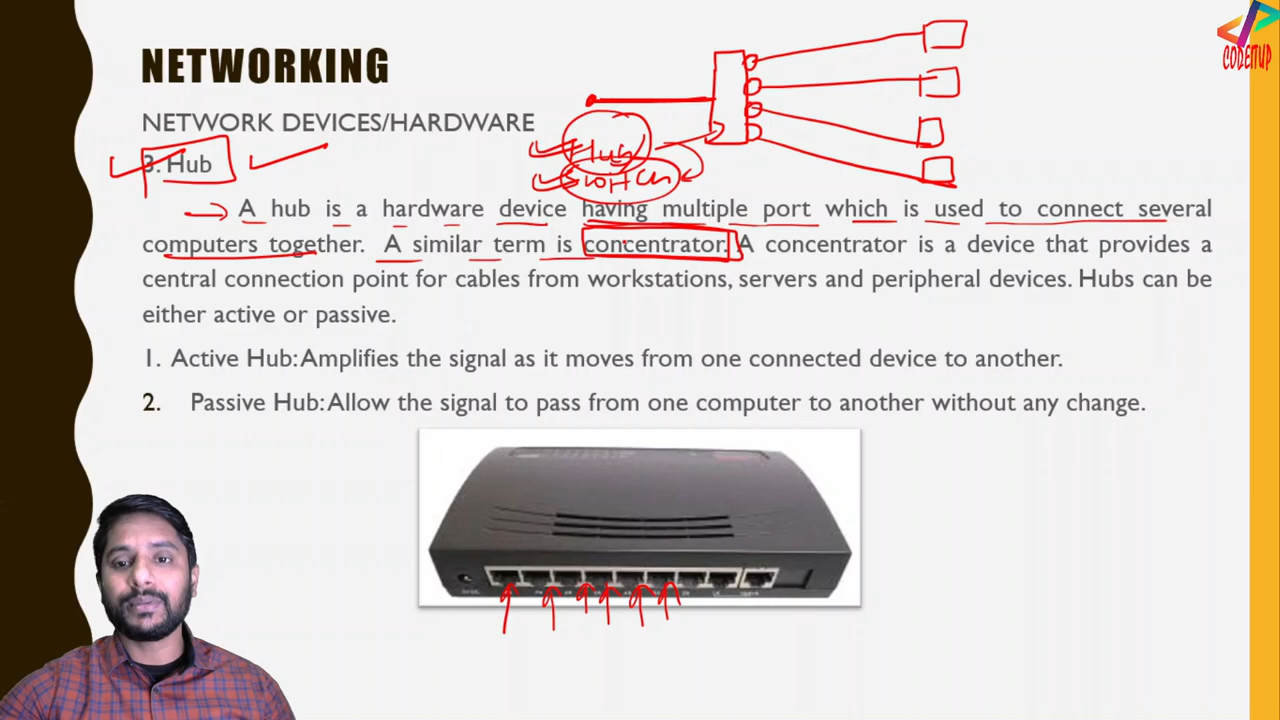 NETWORKING
NETWORK DEVICES/HARDWARE
3. Hub
Hub
Switch
A hub is a hardware device having multiple port which is used to connect several
computers together. A similar term is concentrator. A concentrator is a device that provides a
central connection point for cables from workstations, servers and peripheral devices. Hubs can be
either active or passive.
1. Active Hub: Amplifies the signal as it moves from one connected device to another.
2. Passive Hub: Allow the signal to pass from one computer to another without any change.
CODEITUP